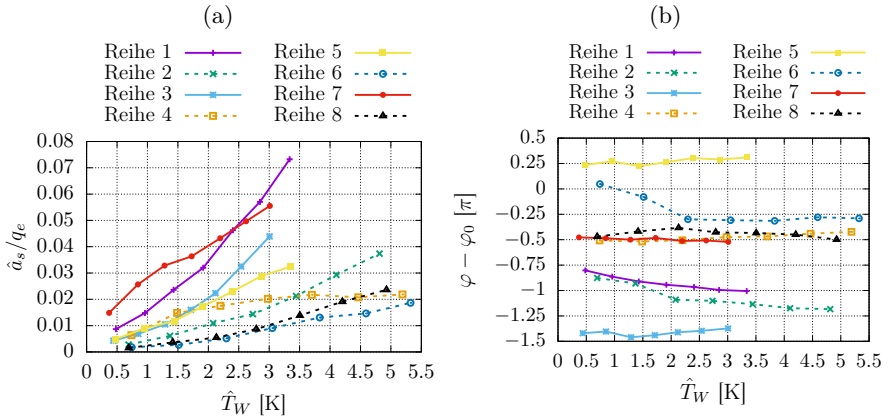 (a)
Reihe 1 Reihe 5
Reihe 2 Reihe 6
Reihe 3 Reihe 7
Reihe 4 Reihe 8
â_s/q_e
0.08
0.07
0.06
0.05
0.04
0.03
0.02
0.01
0
0 0.5 1 1.5 2 2.5 3 3.5 4 4.5 5 5.5
T̂_W [K]
(b)
Reihe 1 Reihe 5
Reihe 2 Reihe 6
Reihe 3 Reihe 7
Reihe 4 Reihe 8
φ − φ_0 [π]
0.5
0.25
0
−0.25
−0.5
−0.75
−1
−1.25
−1.5
0 0.5 1 1.5 2 2.5 3 3.5 4 4.5 5 5.5
T̂_W [K]